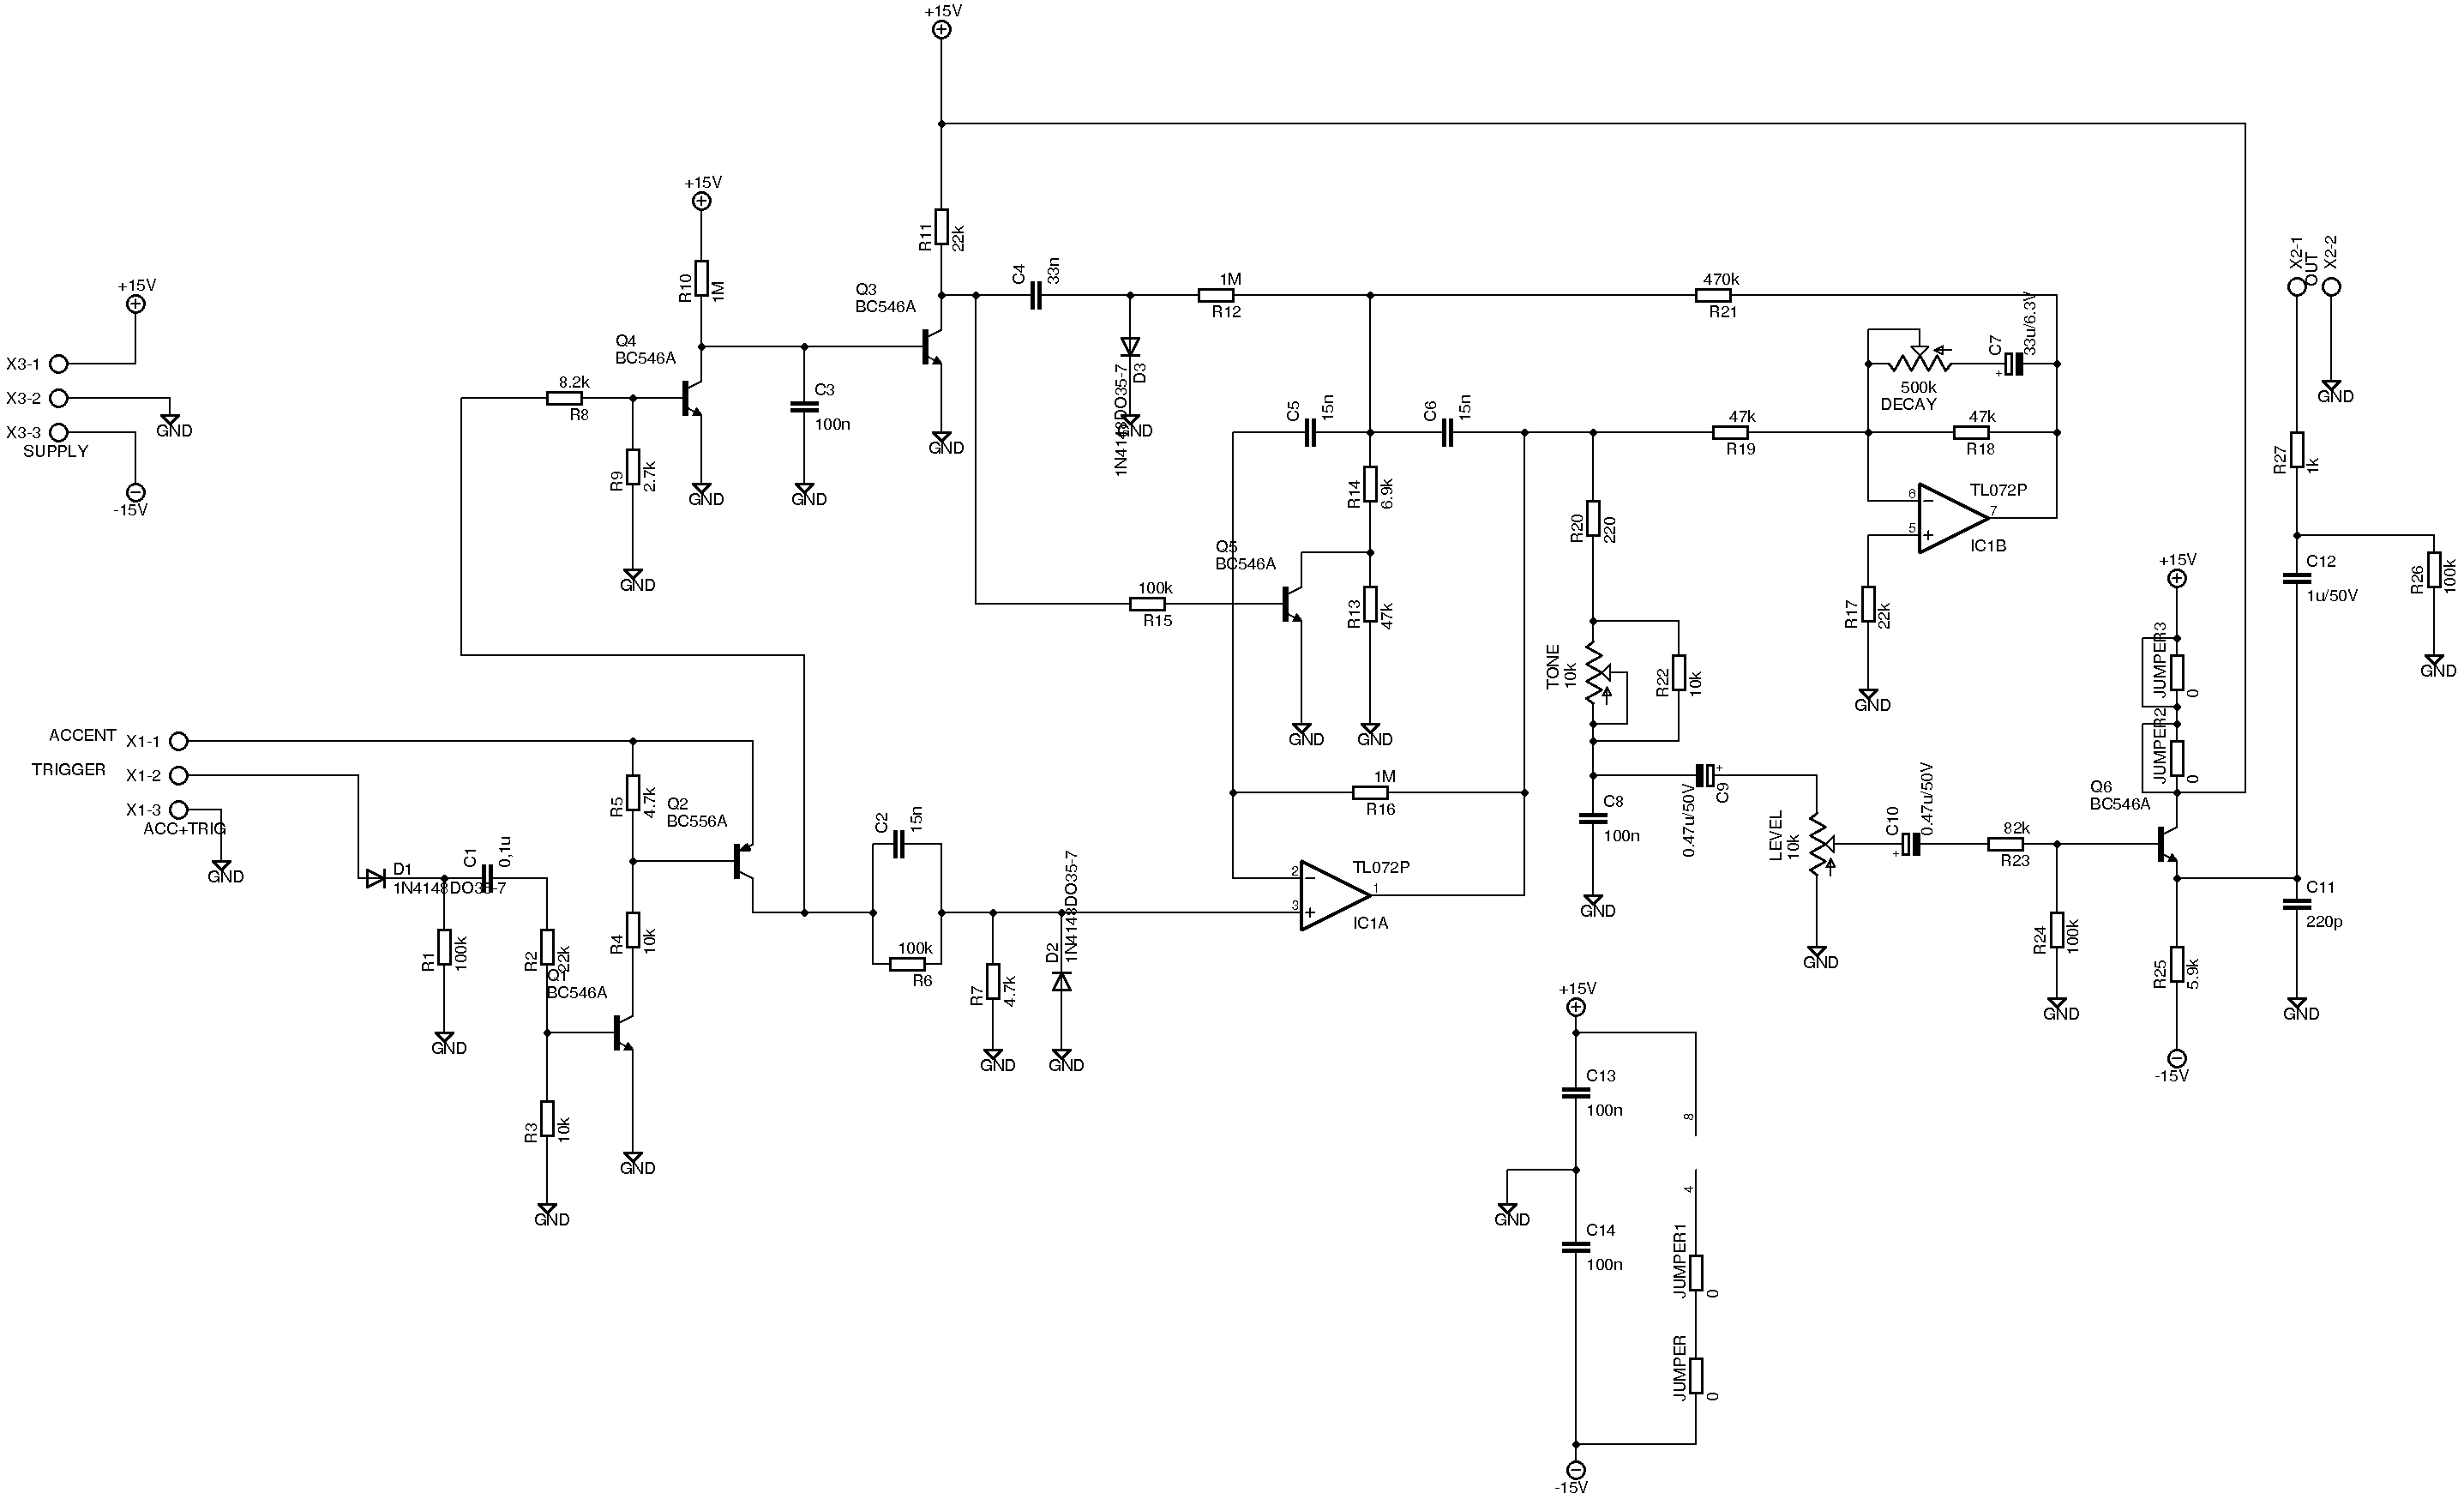 +15V
+15V
R11
22k
R10
1M
Q3
BC546A
C4
33n
1M
R12
470k
R21
X2-1
OUT
X2-2
GND
+15V
X3-1
X3-2
X3-3
SUPPLY
GND
-15V
Q4
BC546A
8.2k
R8
R9
2.7k
GND
GND
C3
100n
GND
GND
1N4148DO35-7
D3
GND
C5
15n
C6
15n
500k
DECAY
C7
33u/6.3V
+
47k
R19
47k
R18
R14
6.9k
R20
220
6
5
7
TL072P
IC1B
R27
1k
Q5
BC546A
100k
R15
R13
47k
GND
GND
R17
22k
GND
+15V
C12
1u/50V
R26
100k
GND
TONE
10k
R22
10k
JUMPER3
0
JUMPER2
0
ACCENT
X1-1
TRIGGER
X1-2
X1-3
ACC+TRIG
GND
R5
4.7k
Q2
BC556A
D1
1N4148DO35-7
C1
0,1u
R1
100k
GND
R2
22k
Q1
BC546A
R4
10k
R3
10k
GND
GND
C2
15n
100k
R6
R7
4.7k
GND
D2
1N4148DO35-7
GND
1M
R16
2
3
1
TL072P
IC1A
C8
100n
GND
0.47u/50V
C9
+
LEVEL
10k
GND
C10
0.47u/50V
+
82k
R23
R24
100k
GND
Q6
BC546A
R25
5.9k
-15V
C11
220p
GND
+15V
C13
100n
8
4
GND
C14
100n
JUMPER1
0
JUMPER
0
-15V